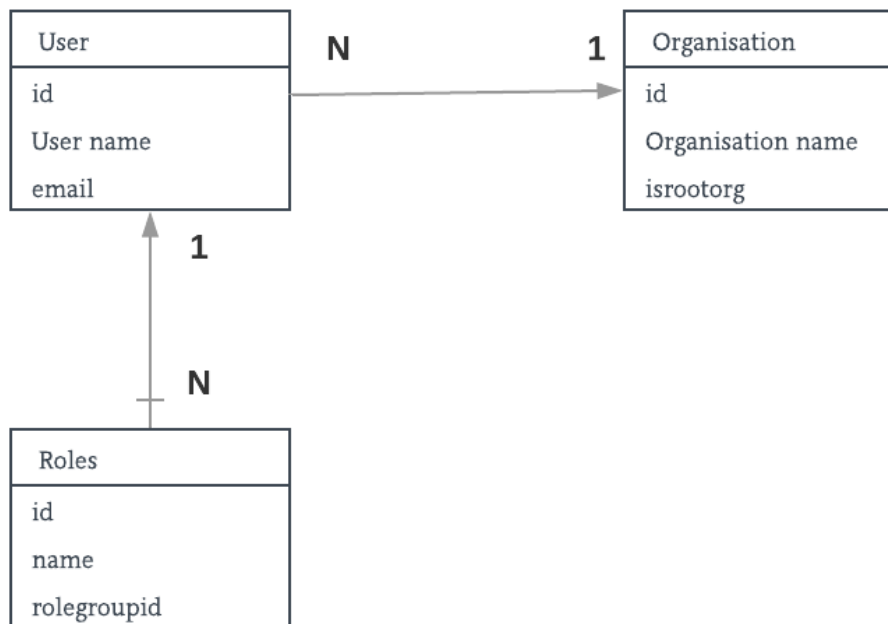 User
id
User name
email
N
1
Organisation
id
Organisation name
isrootorg
1
N
Roles
id
name
rolegroupid